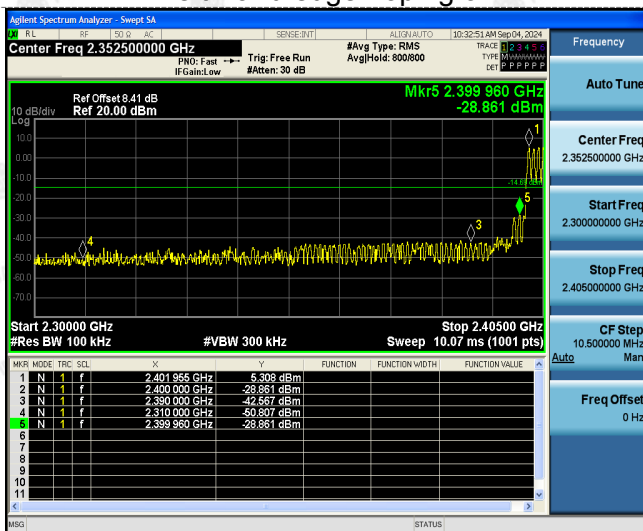 Agilent Spectrum Analyzer - Swept SA
RL RF 50 Ω AC SENSE:INT ALIGN AUTO 10:32:51 AM Sep 04, 2024
Center Freq 2.352500000 GHz #Avg Type: RMS TRACE 1 2 3 4 5 6
PNO: Fast Trig: Free Run Avg|Hold: 800/800 TYPE M
IFGain:Low #Atten: 30 dB DET P P P P P P
Mkr5 2.399 960 GHz
-28.861 dBm
Ref Offset 8.41 dB
10 dB/div Ref 20.00 dBm
Log
10.0
0.00
-10.0
-20.0
-30.0
-40.0
-50.0
-60.0
-70.0
1
5
3
4
Start 2.30000 GHz Stop 2.40500 GHz
#Res BW 100 kHz #VBW 300 kHz Sweep 10.07 ms (1001 pts)
MKR MODE TRC SCL X Y FUNCTION FUNCTION WIDTH FUNCTION VALUE
1 N 1 f 2.401 955 GHz 5.308 dBm
2 N 1 f 2.400 000 GHz -28.861 dBm
3 N 1 f 2.390 000 GHz -42.567 dBm
4 N 1 f 2.310 000 GHz -50.807 dBm
5 N 1 f 2.399 960 GHz -28.861 dBm
6
7
8
9
10
11
MSG STATUS
Frequency
Auto Tune
Center Freq
2.352500000 GHz
Start Freq
2.300000000 GHz
Stop Freq
2.405000000 GHz
CF Step
10.500000 MHz
Auto Man
Freq Offset
0 Hz